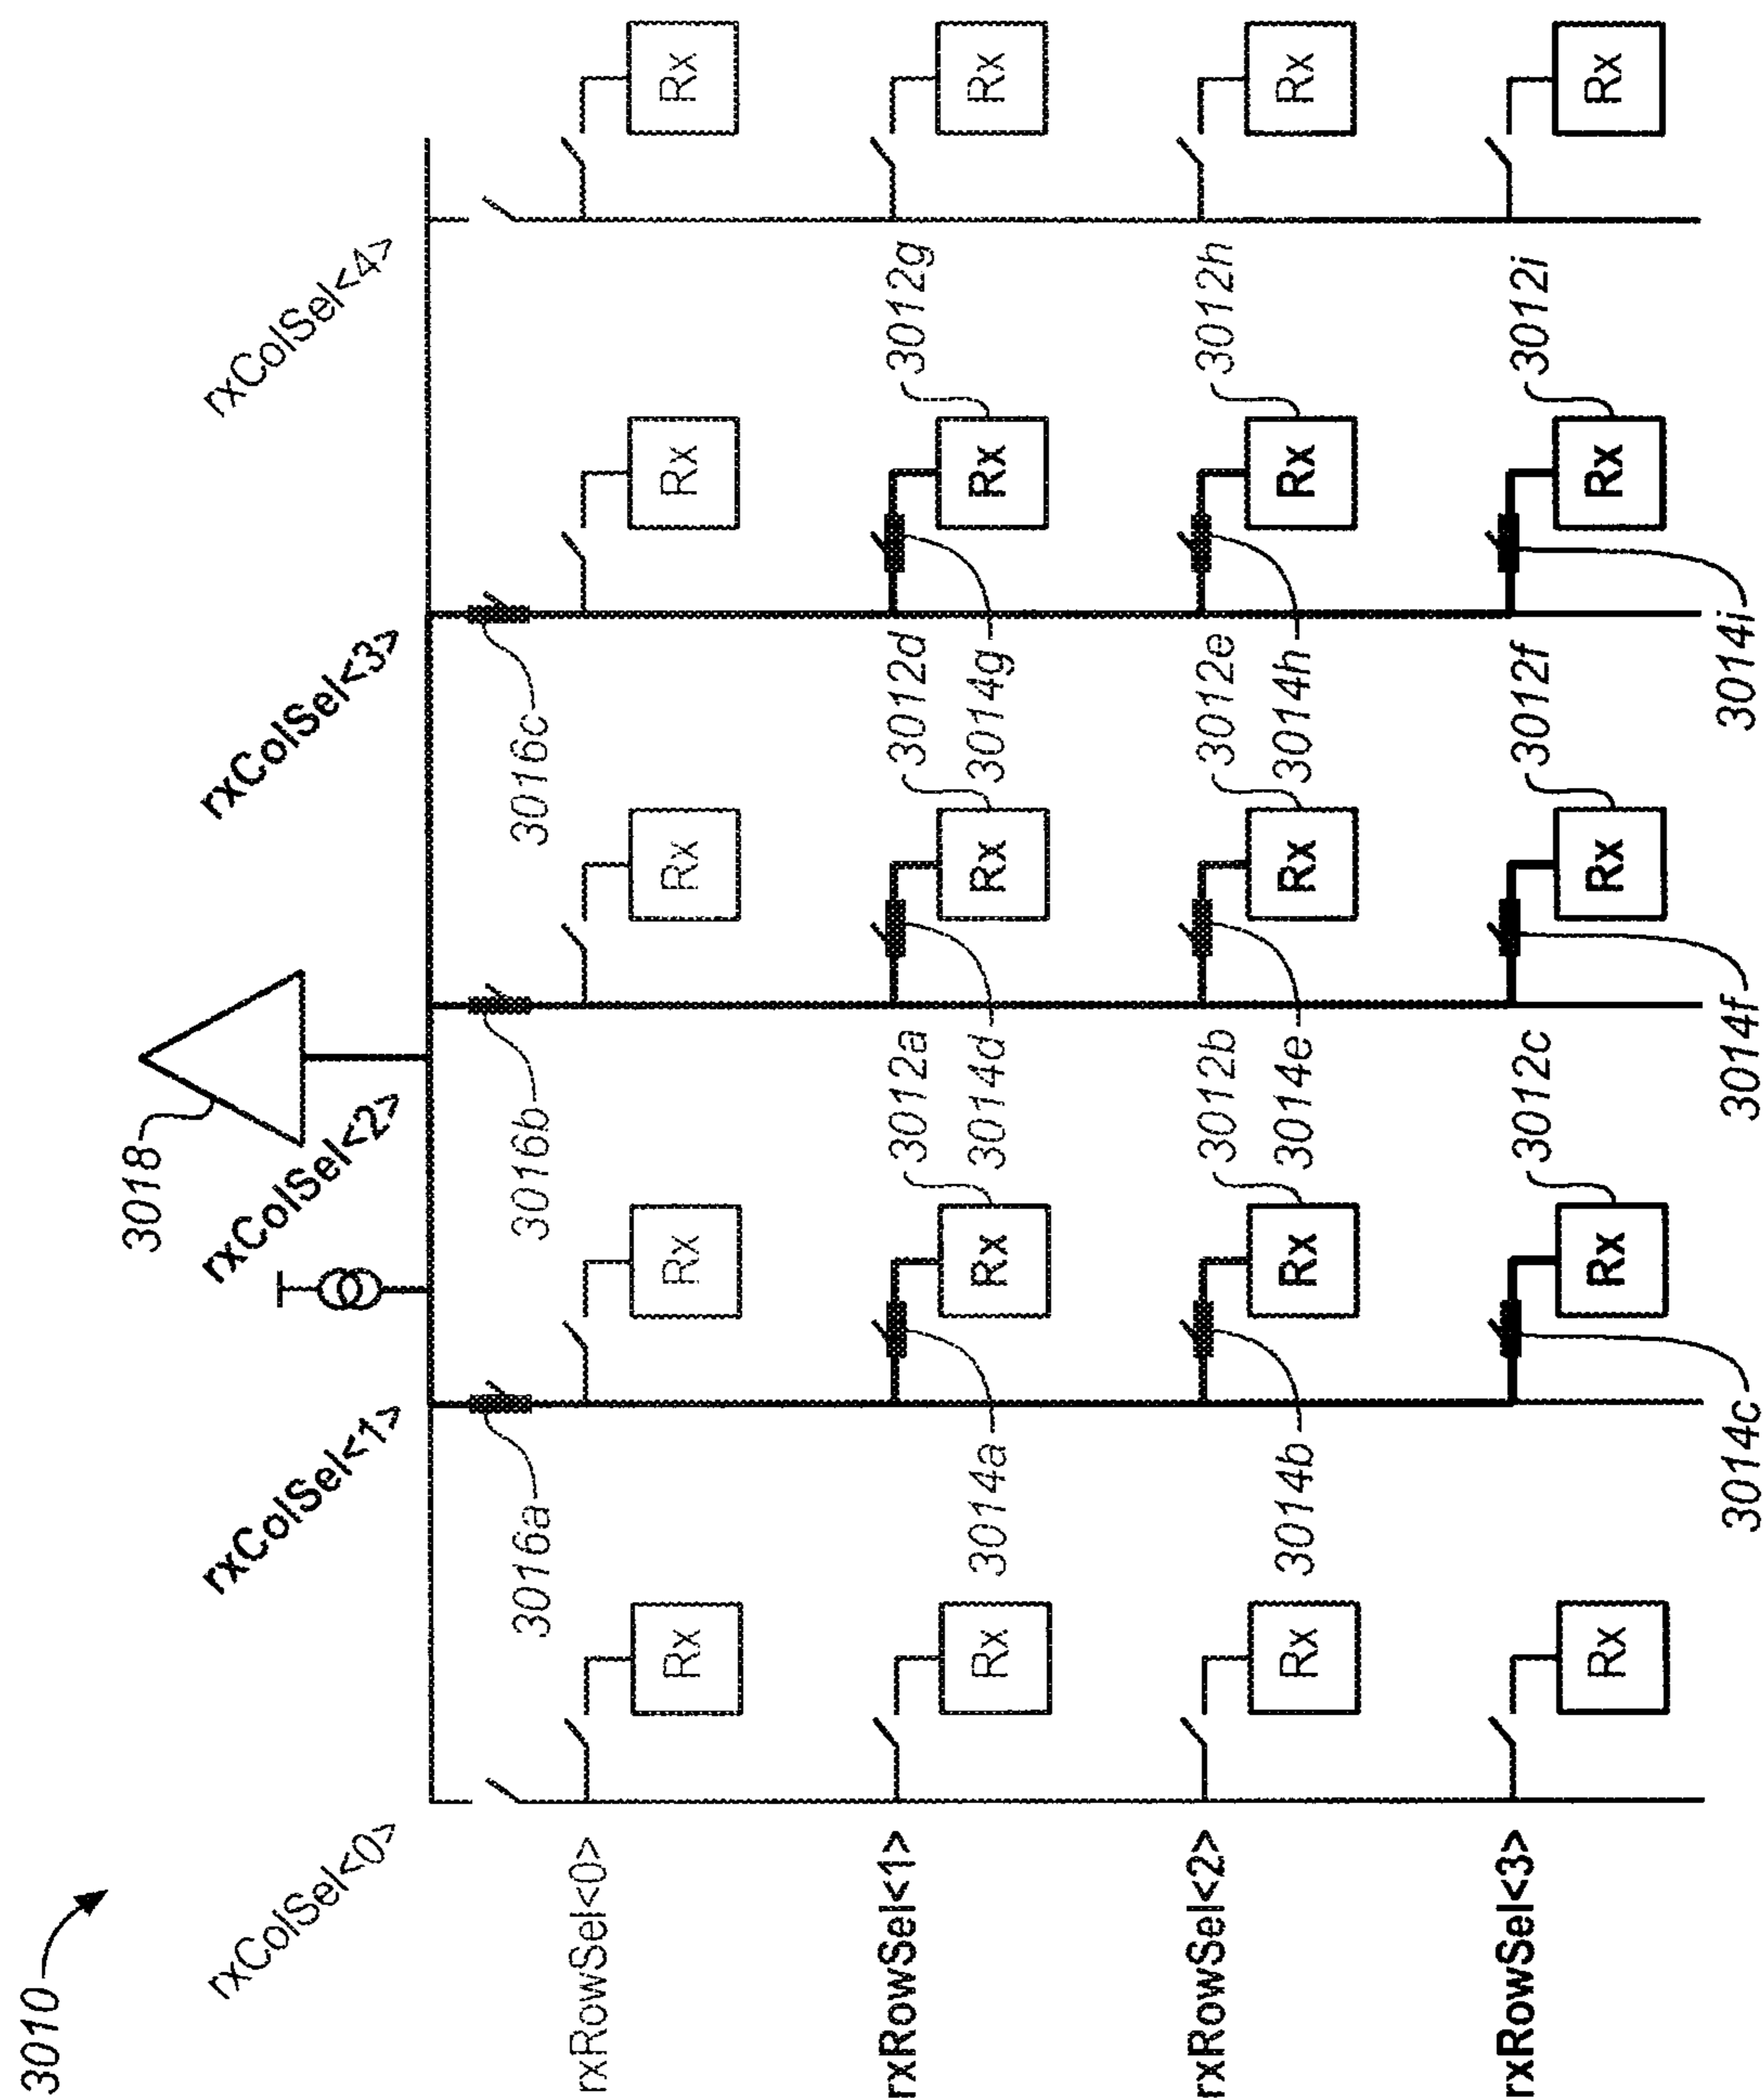 3010
3018
rxColSel<0>
rxColSel<1>
rxColSel<2>
rxColSel<3>
rxColSel<4>
3016a
3016b
3016c
rxRowSel<0>
Rx
Rx
Rx
Rx
Rx
rxRowSel<1>
3012a
3012d
3012g
Rx
3014a
Rx
3014d
Rx
3014g
Rx
Rx
rxRowSel<2>
3012b
3012e
3012h
Rx
3014b
Rx
3014e
Rx
3014h
Rx
Rx
rxRowSel<3>
3012c
3012f
3012i
Rx
Rx
Rx
Rx
Rx
3014c
3014f
3014i